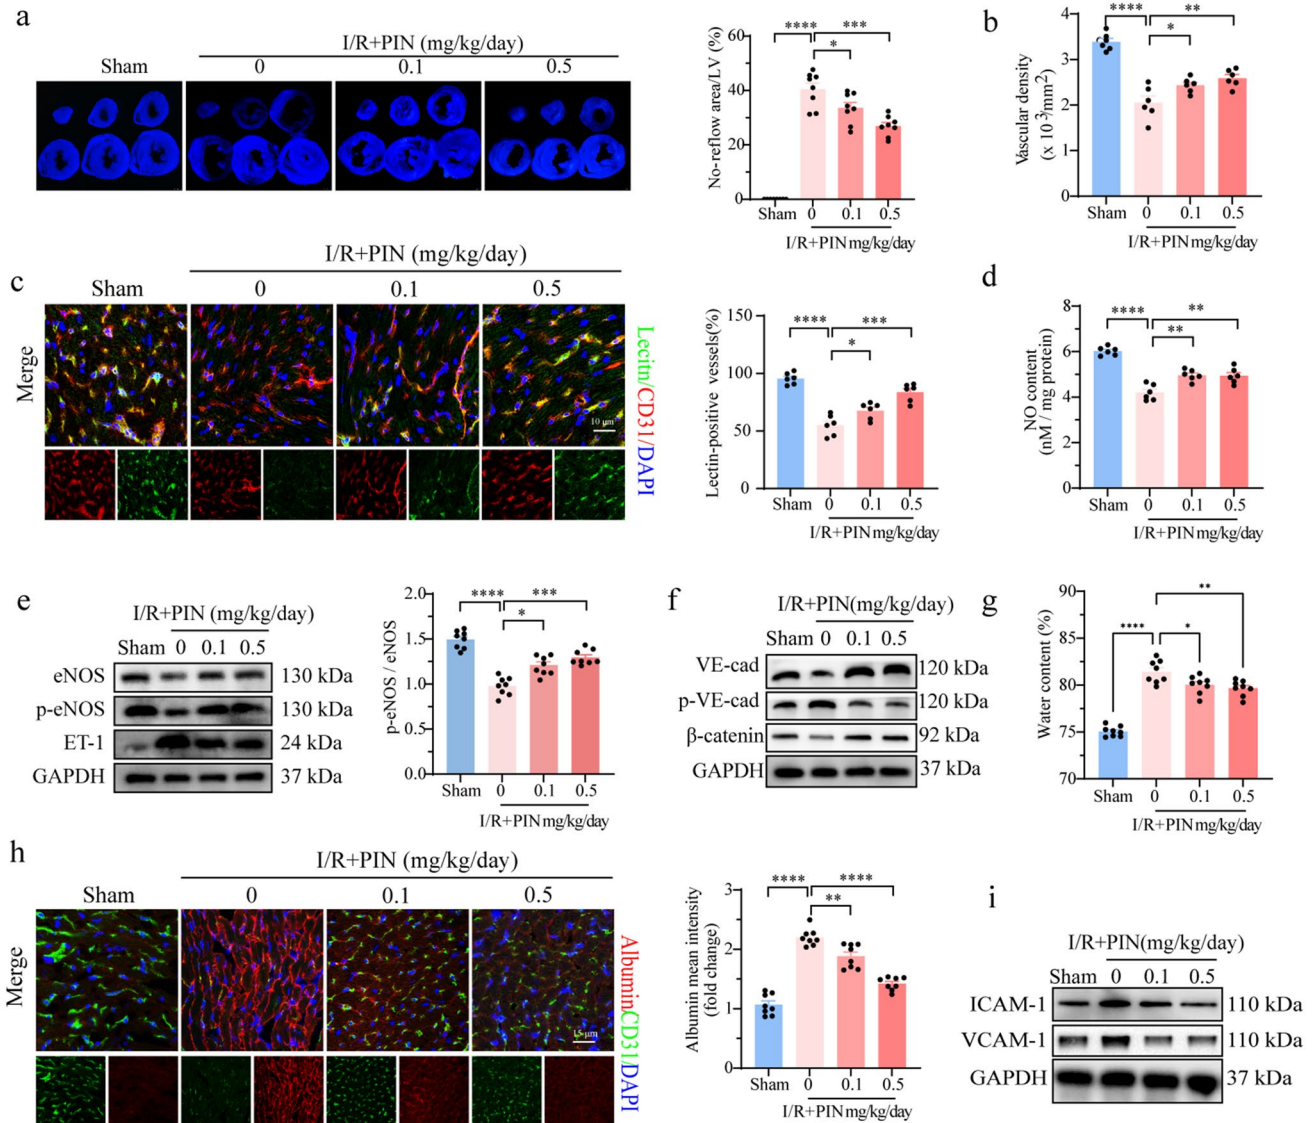 a
I/R+PIN (mg/kg/day)
Sham 0 0.1 0.5
No-reflow area/LV (%)
60
40
20
0
**** ***
*
Sham 0 0.1 0.5
I/R+PIN mg/kg/day
b
Vascular density
(x 10³/mm2)
4
3
2
1
0
**** **
*
Sham 0 0.1 0.5
I/R+PIN mg/kg/day
c
I/R+PIN (mg/kg/day)
Sham 0 0.1 0.5
Merge
Lecitn/CD31/DAPI
10 μm
Lectin-positive vessels(%)
150
100
50
0
**** ***
*
Sham 0 0.1 0.5
I/R+PIN mg/kg/day
d
NO content
(nM / mg protein)
8
6
4
2
0
**** **
**
Sham 0 0.1 0.5
I/R+PIN mg/kg/day
e
I/R+PIN (mg/kg/day)
Sham 0 0.1 0.5
eNOS 130 kDa
p-eNOS 130 kDa
ET-1 24 kDa
GAPDH 37 kDa
p-eNOS / eNOS
2.0
1.5
1.0
0.5
0.0
**** ***
*
Sham 0 0.1 0.5
I/R+PIN mg/kg/day
f
I/R+PIN(mg/kg/day)
Sham 0 0.1 0.5
VE-cad 120 kDa
p-VE-cad 120 kDa
β-catenin 92 kDa
GAPDH 37 kDa
g
Water content (%)
90
85
80
75
70
**
**** *
Sham 0 0.1 0.5
I/R+PIN mg/kg/day
h
I/R+PIN (mg/kg/day)
Sham 0 0.1 0.5
Merge
AlbuminCD31/DAPI
15 μm
Albumin mean intensity
(fold change)
3
2
1
0
**** ****
**
Sham 0 0.1 0.5
I/R+PIN mg/kg/day
i
I/R+PIN(mg/kg/day)
Sham 0 0.1 0.5
ICAM-1 110 kDa
VCAM-1 110 kDa
GAPDH 37 kDa